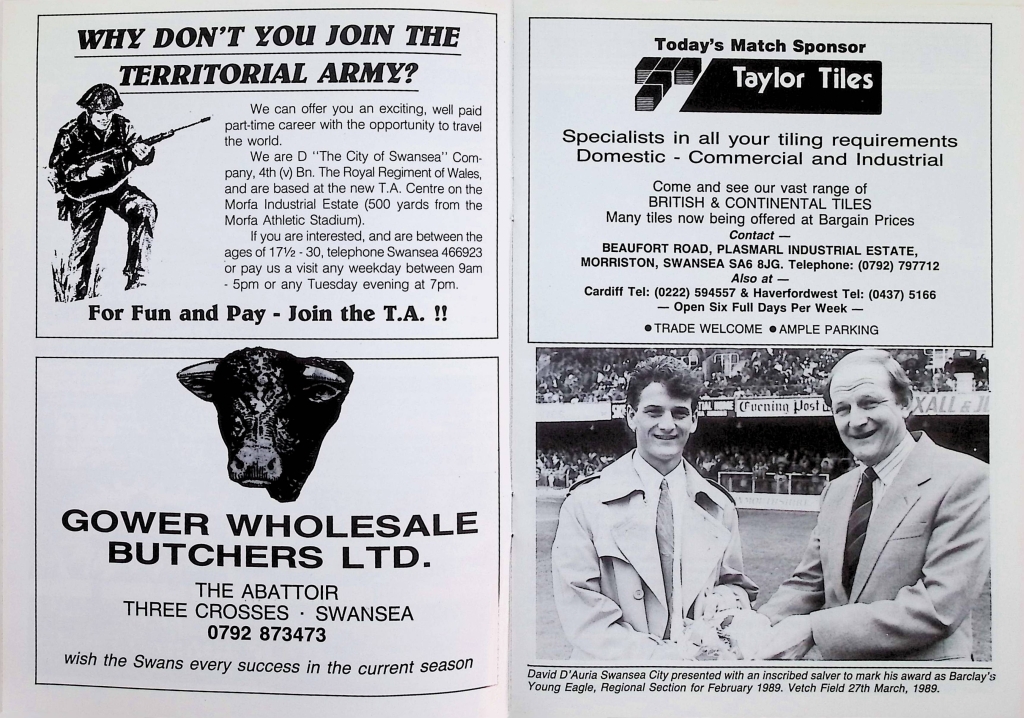 WHY DON'T YOU JOIN THE
TERRITORIAL ARMY?
We can offer you an exciting, well paid
part-time career with the opportunity to travel
the world.
We are D "The City of Swansea" Com-
pany, 4th (v) Bn. The Royal Regiment of Wales,
and are based at the new T.A. Centre on the
Morfa Industrial Estate (500 yards from the
Morfa Athletic Stadium).
If you are interested, and are between the
ages of 17½ - 30, telephone Swansea 466923
or pay us a visit any weekday between 9am
- 5pm or any Tuesday evening at 7pm.
For Fun and Pay - Join the T.A. !!
GOWER WHOLESALE
BUTCHERS LTD.
THE ABATTOIR
THREE CROSSES · SWANSEA
0792 873473
wish the Swans every success in the current season
Today's Match Sponsor
Taylor Tiles
Specialists in all your tiling requirements
Domestic - Commercial and Industrial
Come and see our vast range of
BRITISH & CONTINENTAL TILES
Many tiles now being offered at Bargain Prices
Contact —
BEAUFORT ROAD, PLASMARL INDUSTRIAL ESTATE,
MORRISTON, SWANSEA SA6 8JG. Telephone: (0792) 797712
Also at —
Cardiff Tel: (0222) 594557 & Haverfordwest Tel: (0437) 5166
— Open Six Full Days Per Week —
● TRADE WELCOME ● AMPLE PARKING
Evening Post
XALL & J
David D'Auria Swansea City presented with an inscribed salver to mark his award as Barclay's
Young Eagle, Regional Section for February 1989. Vetch Field 27th March, 1989.